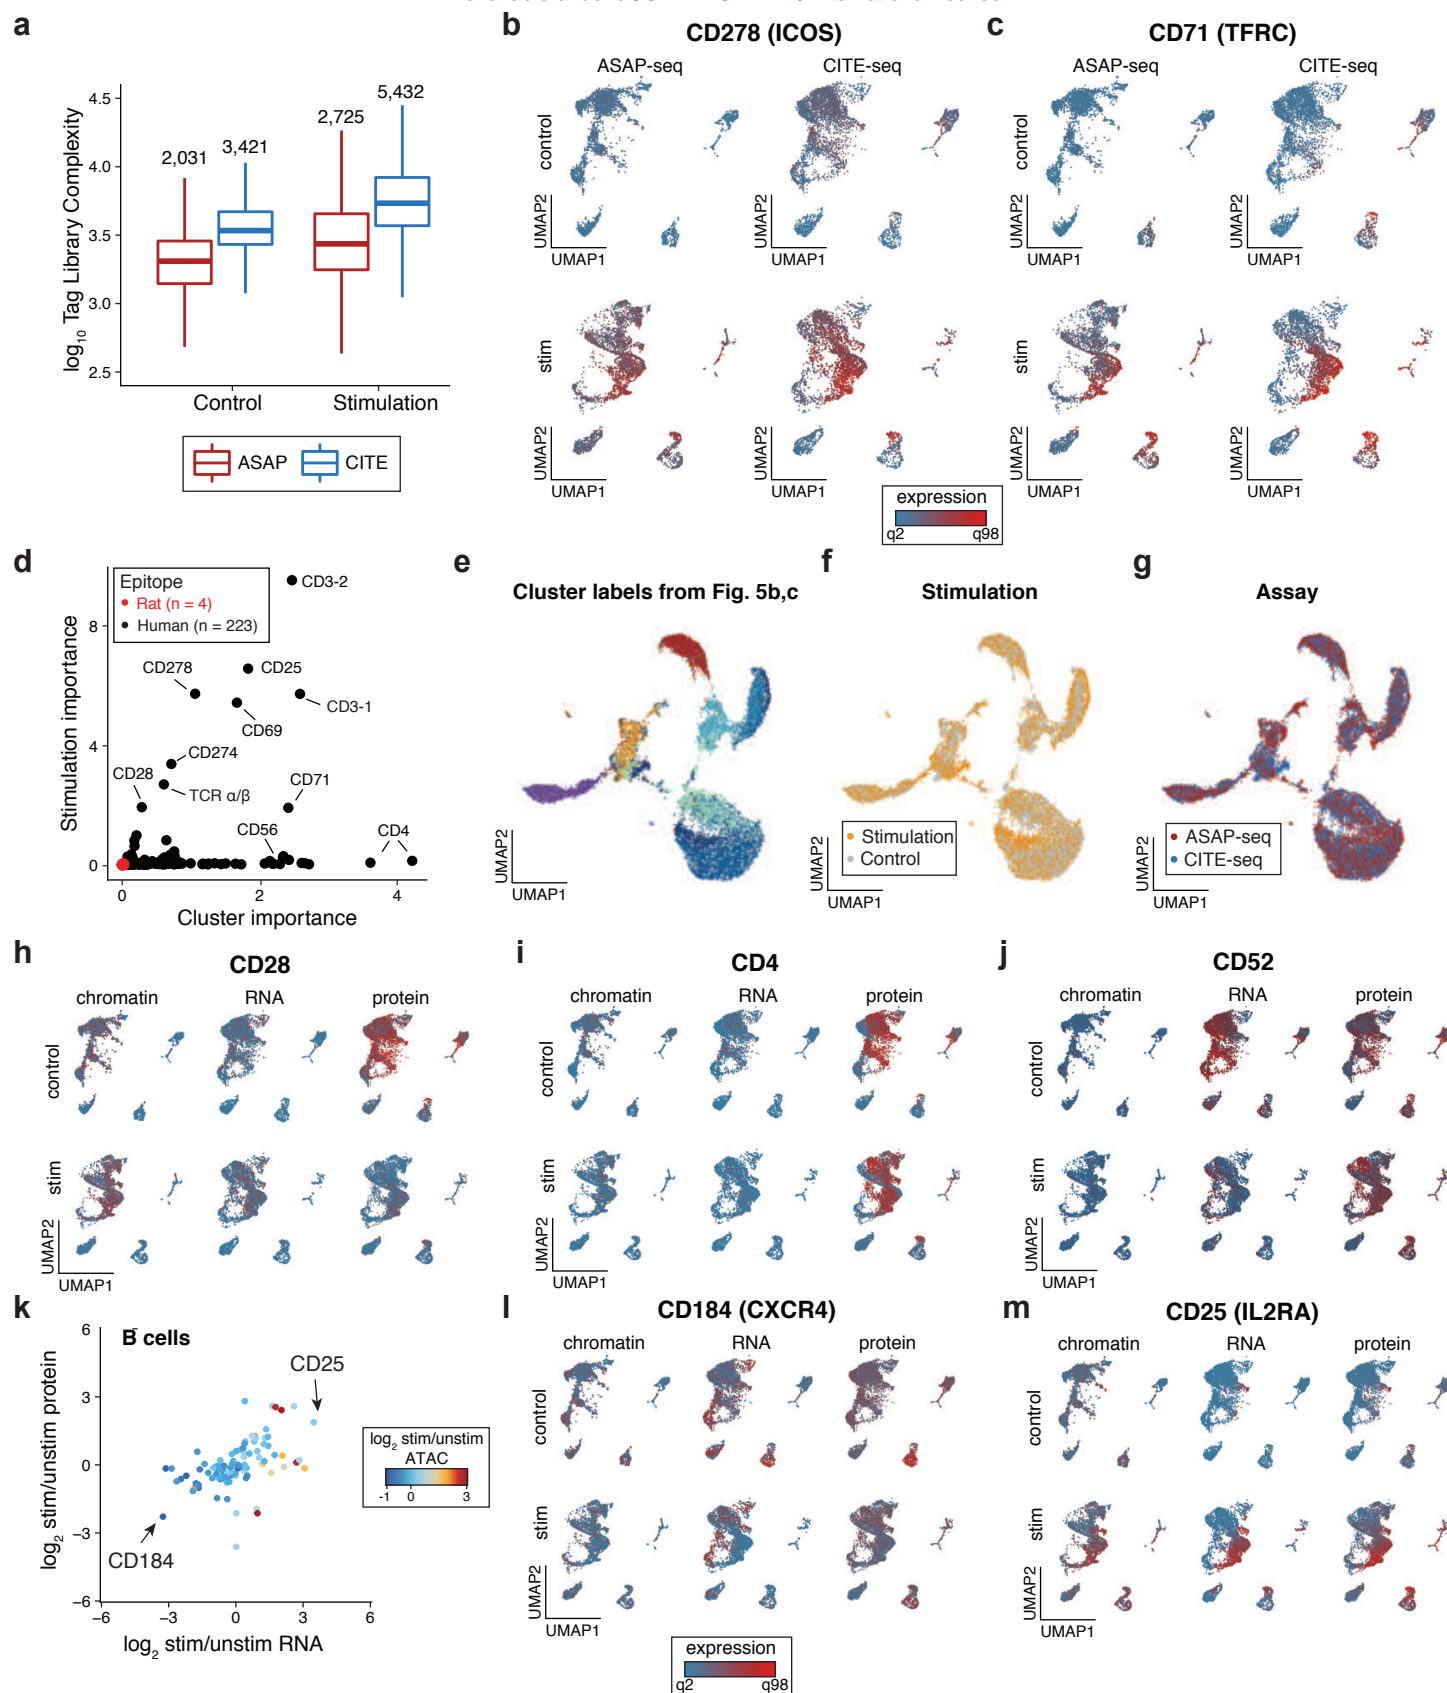 a
4.5
4.0
3.5
3.0
2.5
log10 Tag Library Complexity
2,031
3,421
2,725
5,432
Control
Stimulation
ASAP
CITE
b
CD278 (ICOS)
ASAP-seq
CITE-seq
control
stim
UMAP2
UMAP1
UMAP2
UMAP1
UMAP2
UMAP1
UMAP2
UMAP1
c
CD71 (TFRC)
ASAP-seq
CITE-seq
control
stim
UMAP2
UMAP1
UMAP2
UMAP1
UMAP2
UMAP1
UMAP2
UMAP1
expression
q2
q98
d
Epitope
Rat (n = 4)
Human (n = 223)
Stimulation importance
8
4
0
CD3-2
CD278
CD25
CD3-1
CD69
CD274
CD28
TCR α/β
CD71
CD56
CD4
0
2
4
Cluster importance
e
Cluster labels from Fig. 5b,c
UMAP2
UMAP1
f
Stimulation
Stimulation
Control
UMAP2
UMAP1
g
Assay
ASAP-seq
CITE-seq
UMAP2
UMAP1
h
CD28
chromatin
RNA
protein
control
stim
UMAP2
UMAP1
i
CD4
chromatin
RNA
protein
control
stim
UMAP2
UMAP1
j
CD52
chromatin
RNA
protein
control
stim
UMAP2
UMAP1
k
B cells
log2 stim/unstim protein
6
3
0
−3
−6
CD25
CD184
−6
−3
0
3
6
log2 stim/unstim RNA
log2 stim/unstim
ATAC
-1
0
3
l
CD184 (CXCR4)
chromatin
RNA
protein
control
stim
UMAP2
UMAP1
expression
q2
q98
m
CD25 (IL2RA)
chromatin
RNA
protein
control
stim
UMAP2
UMAP1